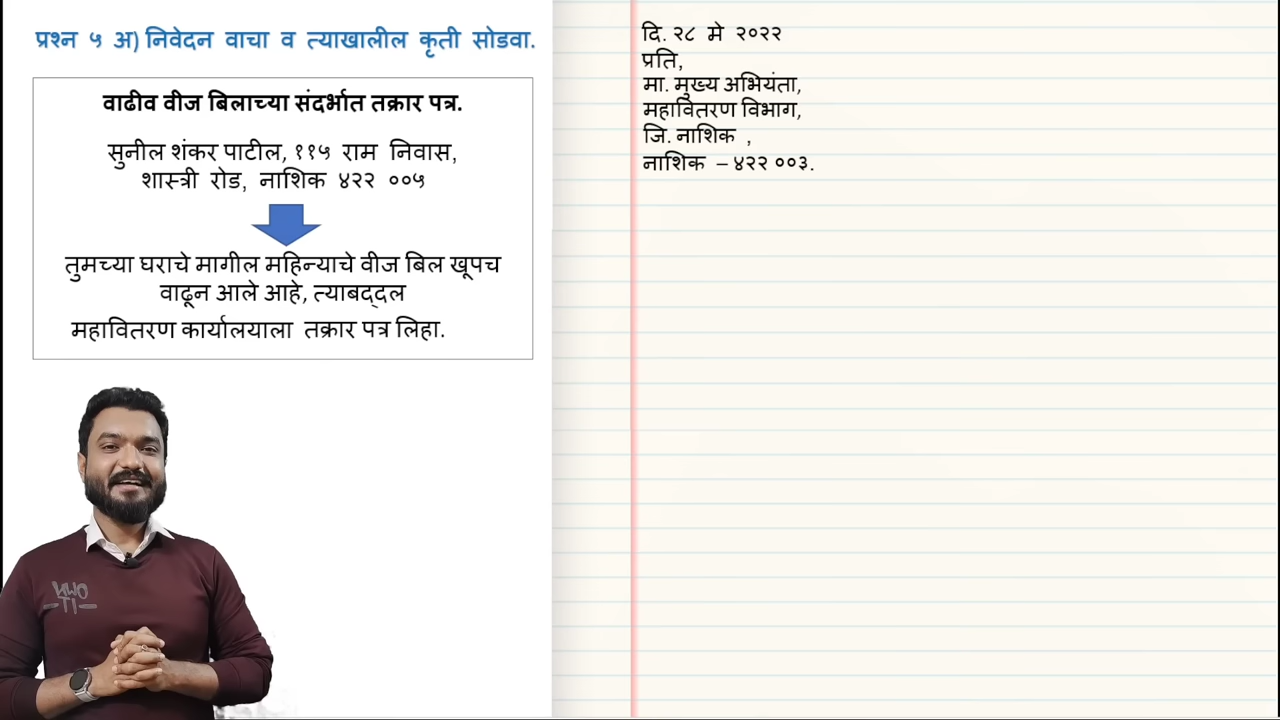 प्रश्न ५ अ) निवेदन वाचा व त्याखालील कृती सोडवा.
वाढीव वीज बिलाच्या संदर्भात तक्रार पत्र.
सुनील शंकर पाटील, ११५ राम निवास,
शास्त्री रोड, नाशिक ४२२ ००५
तुमच्या घराचे मागील महिन्याचे वीज बिल खूपच
वाढून आले आहे, त्याबद्‌दल
महावितरण कार्यालयाला तक्रार पत्र लिहा.
दि. २८ मे २०२२
प्रति,
मा. मुख्य अभियंता,
महावितरण विभाग,
जि. नाशिक ,
नाशिक – ४२२ ००३.